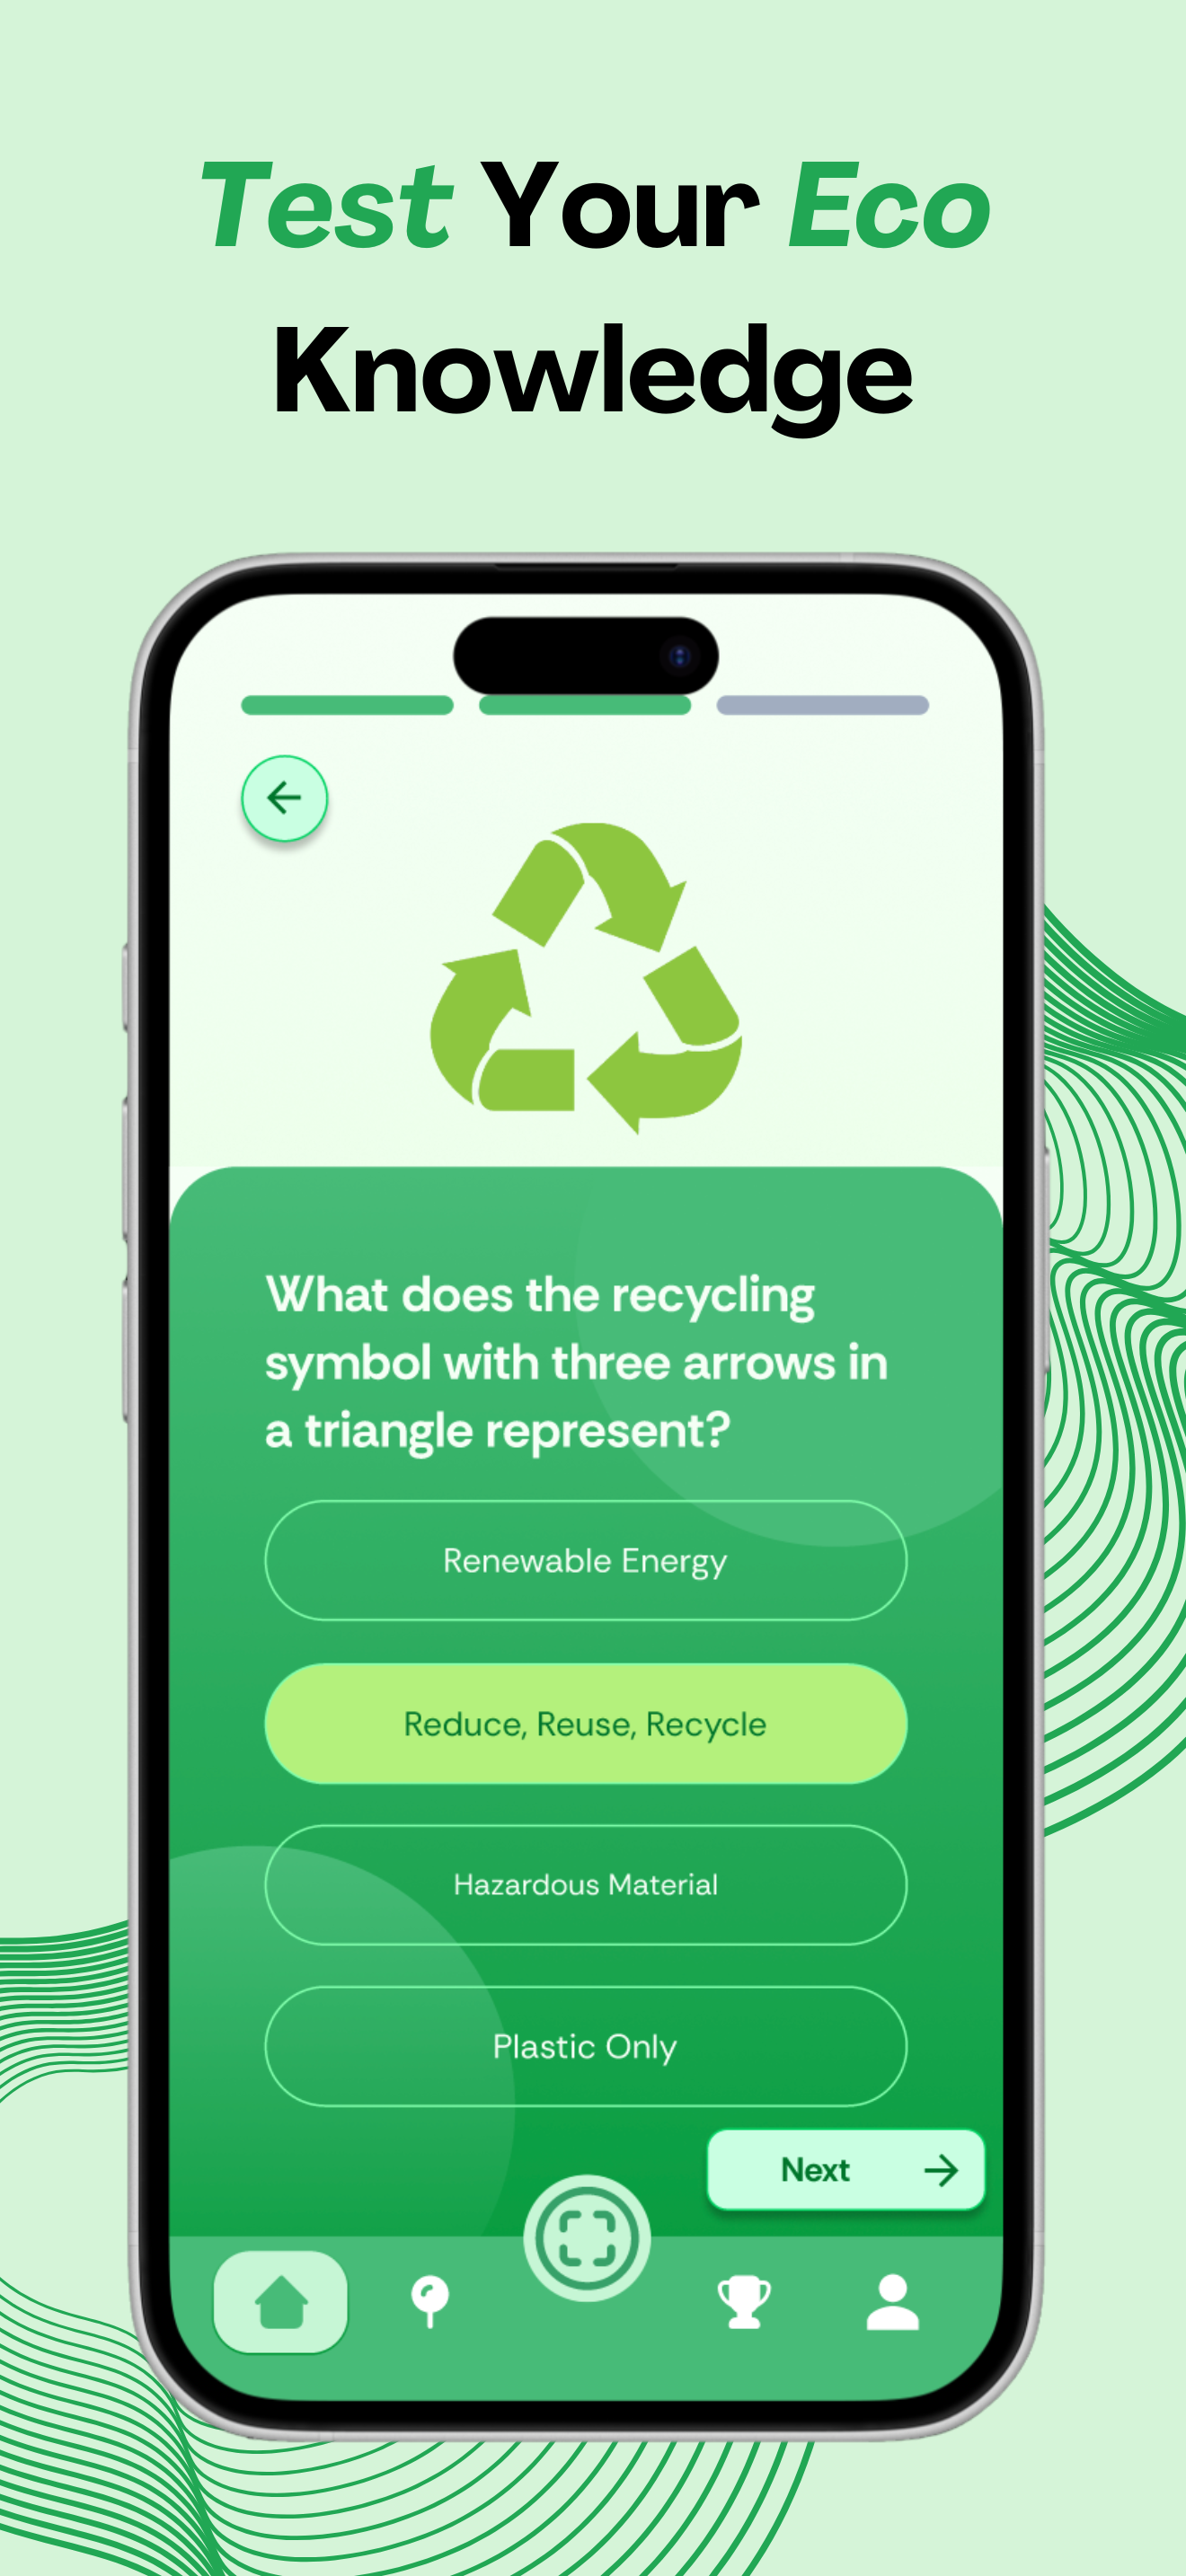 Test Your Eco
Knowledge
What does the recycling
symbol with three arrows in
a triangle represent?
Renewable Energy
Reduce, Reuse, Recycle
Hazardous Material
Plastic Only
Next